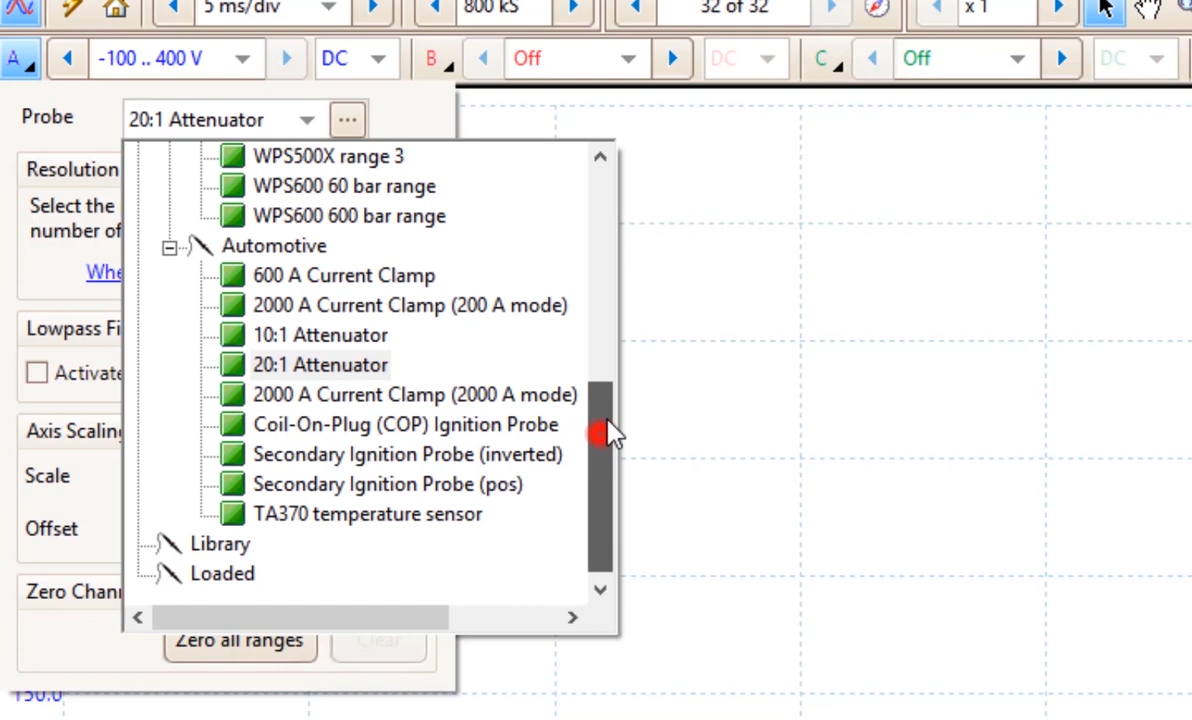 5 ms/div 800 kS 32 of 32 x 1
A -100 .. 400 V DC B Off DC C Off DC
Probe 20:1 Attenuator ...
WPS500X range 3
Resolution
WPS600 60 bar range
Select the
WPS600 600 bar range
number of
Automotive
Whe
600 A Current Clamp
2000 A Current Clamp (200 A mode)
Lowpass Fi
10:1 Attenuator
20:1 Attenuator
Activate
2000 A Current Clamp (2000 A mode)
Coil-On-Plug (COP) Ignition Probe
Axis Scaling
Secondary Ignition Probe (inverted)
Scale
Secondary Ignition Probe (pos)
TA370 temperature sensor
Offset
Library
Loaded
Zero Chann
Zero all ranges Clear
150.0